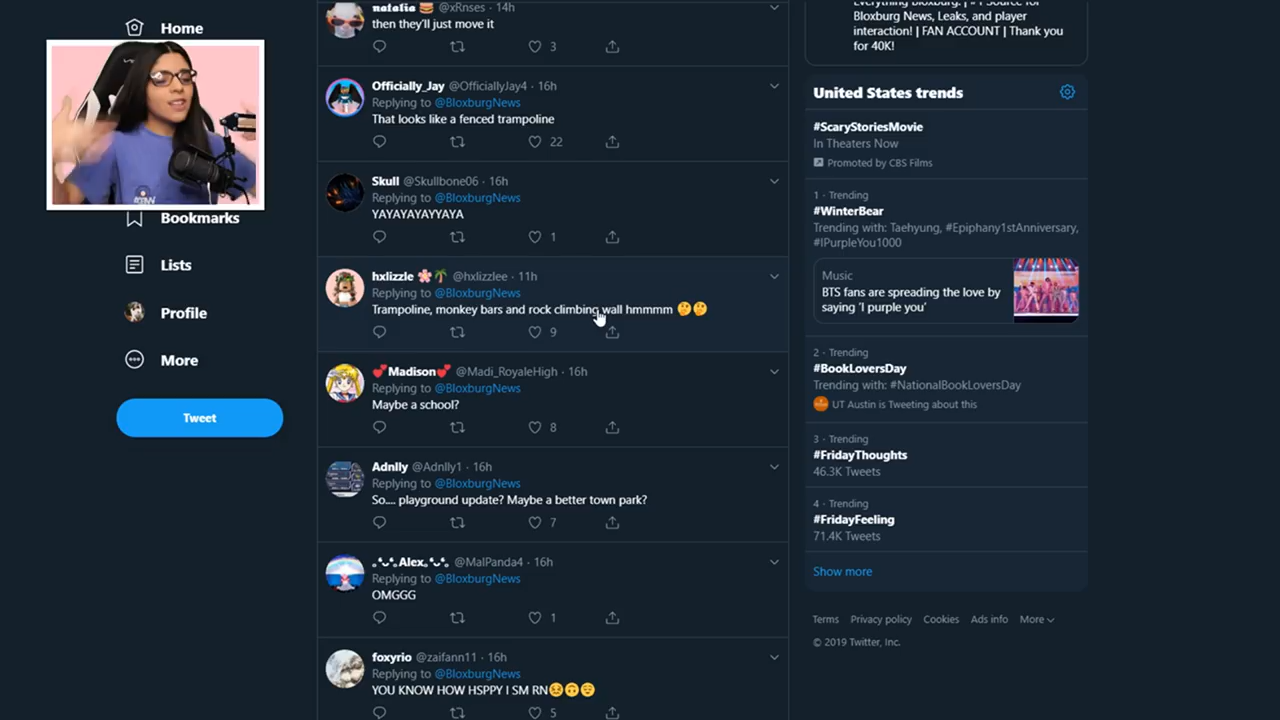 Home
Bookmarks
Lists
Profile
More
Tweet
natalia 🍔 @xRnses · 14h
then they'll just move it
3
Officially_Jay @OfficiallyJay4 · 16h
Replying to @BloxburgNews
That looks like a fenced trampoline
22
Skull @Skullbone06 · 16h
Replying to @BloxburgNews
YAYAYAYAYYAYA
1
hxlizzle 🌸🌴 @hxlizzlee · 11h
Replying to @BloxburgNews
Trampoline, monkey bars and rock climbing wall hmmmm 🤔🤔
9
💕Madison💕 @Madi_RoyaleHigh · 16h
Replying to @BloxburgNews
Maybe a school?
8
Adnlly @Adnlly1 · 16h
Replying to @BloxburgNews
So.... playground update? Maybe a better town park?
7
Alex @MalPanda4 · 16h
Replying to @BloxburgNews
OMGGG
1
foxyrio @zaifann11 · 16h
Replying to @BloxburgNews
YOU KNOW HOW HSPPY I SM RN😣🙃😌
5
Everything Bloxburg! | #1 Source for
Bloxburg News, Leaks, and player
interaction! | FAN ACCOUNT | Thank you
for 40K!
United States trends
#ScaryStoriesMovie
In Theaters Now
Promoted by CBS Films
1 · Trending
#WinterBear
Trending with: Taehyung, #Epiphany1stAnniversary,
#IPurpleYou1000
Music
BTS fans are spreading the love by
saying 'I purple you'
2 · Trending
#BookLoversDay
Trending with: #NationalBookLoversDay
UT Austin is Tweeting about this
3 · Trending
#FridayThoughts
46.3K Tweets
4 · Trending
#FridayFeeling
71.4K Tweets
Show more
Terms Privacy policy Cookies Ads info More
© 2019 Twitter, Inc.